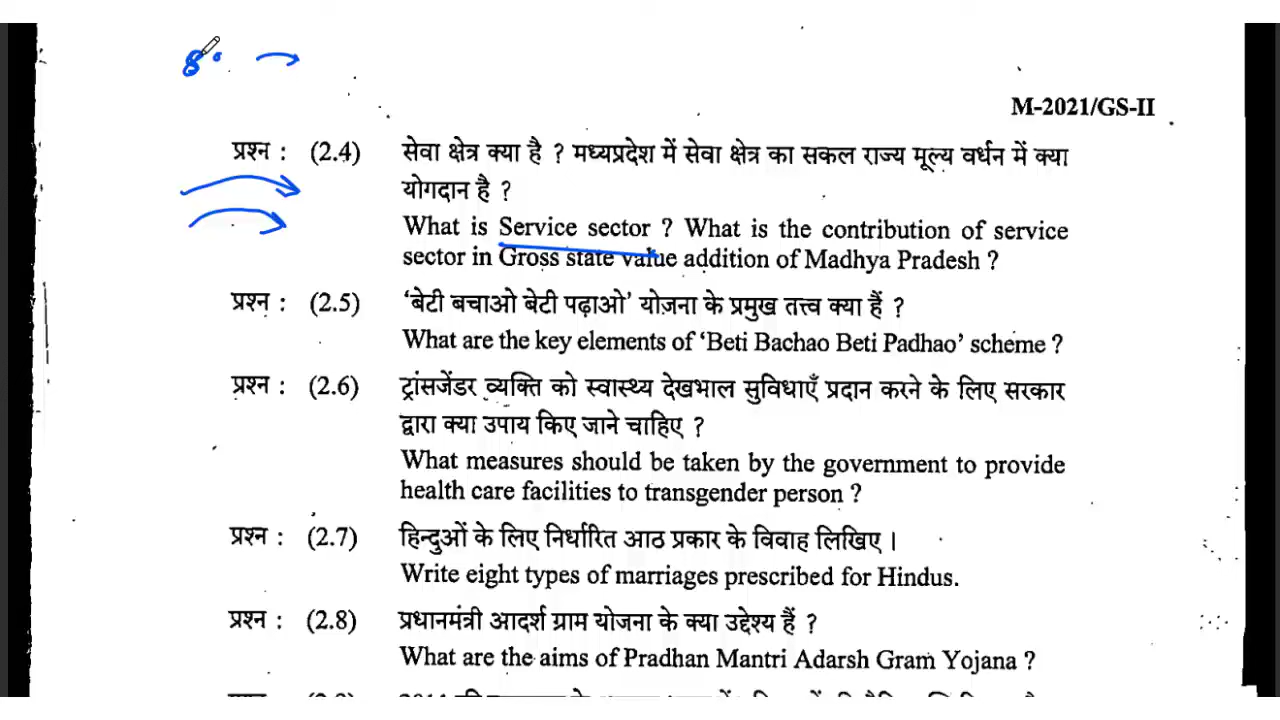 8.
M-2021/GS-II
प्रश्न : (2.4) सेवा क्षेत्र क्या है ? मध्यप्रदेश में सेवा क्षेत्र का सकल राज्य मूल्य वर्धन में क्या
योगदान है ?
What is Service sector ? What is the contribution of service
sector in Gross state value addition of Madhya Pradesh ?
प्रश्न : (2.5) ‘बेटी बचाओ बेटी पढ़ाओ’ योजना के प्रमुख तत्त्व क्या हैं ?
What are the key elements of ‘Beti Bachao Beti Padhao’ scheme ?
प्रश्न : (2.6) ट्रांसजेंडर व्यक्ति को स्वास्थ्य देखभाल सुविधाएँ प्रदान करने के लिए सरकार
द्वारा क्या उपाय किए जाने चाहिए ?
What measures should be taken by the government to provide
health care facilities to transgender person ?
प्रश्न : (2.7) हिन्दुओं के लिए निर्धारित आठ प्रकार के विवाह लिखिए ।
Write eight types of marriages prescribed for Hindus.
प्रश्न : (2.8) प्रधानमंत्री आदर्श ग्राम योजना के क्या उद्देश्य हैं ?
What are the aims of Pradhan Mantri Adarsh Gram Yojana ?